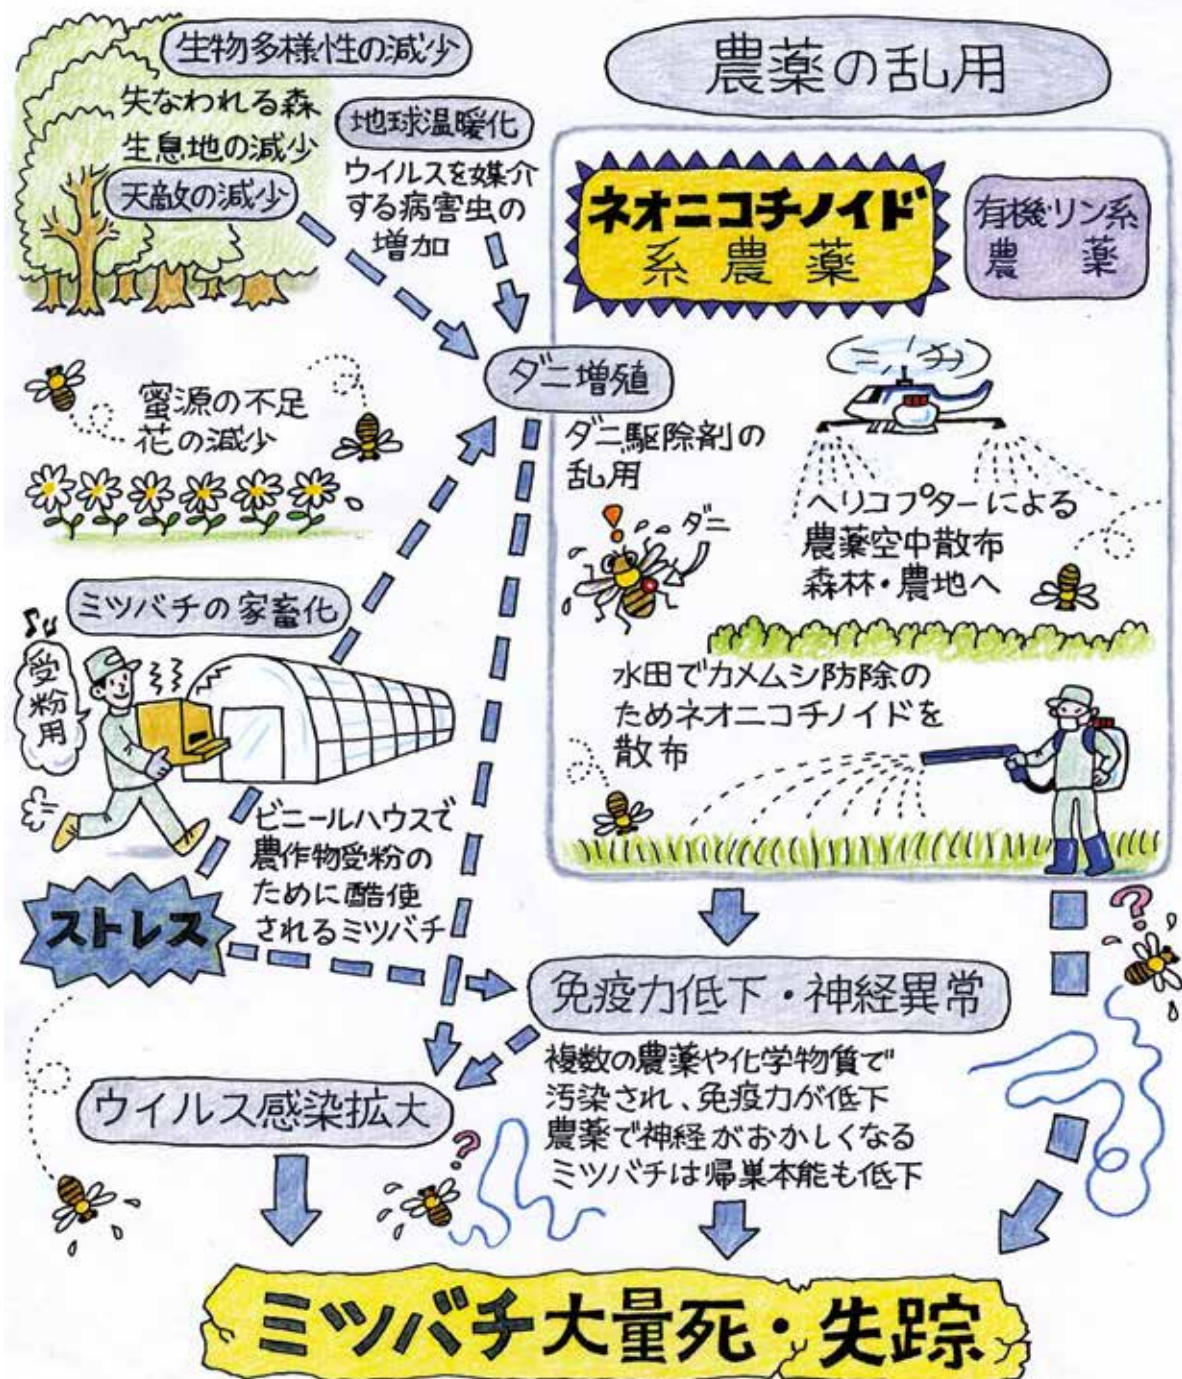 生物多様性の減少
失なわれる森
生息地の減少
天敵の減少
地球温暖化
ウイルスを媒介
する病害虫の
増加
農薬の乱用
ネオニコチノイド
系農薬
有機リン系
農薬
ダニ増殖
ダニ駆除剤の
乱用
ダニ
ヘリコプターによる
農薬空中散布
森林・農地へ
蜜源の不足
花の減少
ミツバチの家畜化
受粉用
ビニールハウスで
農作物受粉の
ために酷使
されるミツバチ
水田でカメムシ防除の
ためネオニコチノイドを
散布
ストレス
免疫力低下・神経異常
複数の農薬や化学物質で
汚染され、免疫力が低下
農薬で神経がおかしくなる
ミツバチは帰巣本能も低下
ウイルス感染拡大
ミツバチ大量死・失踪